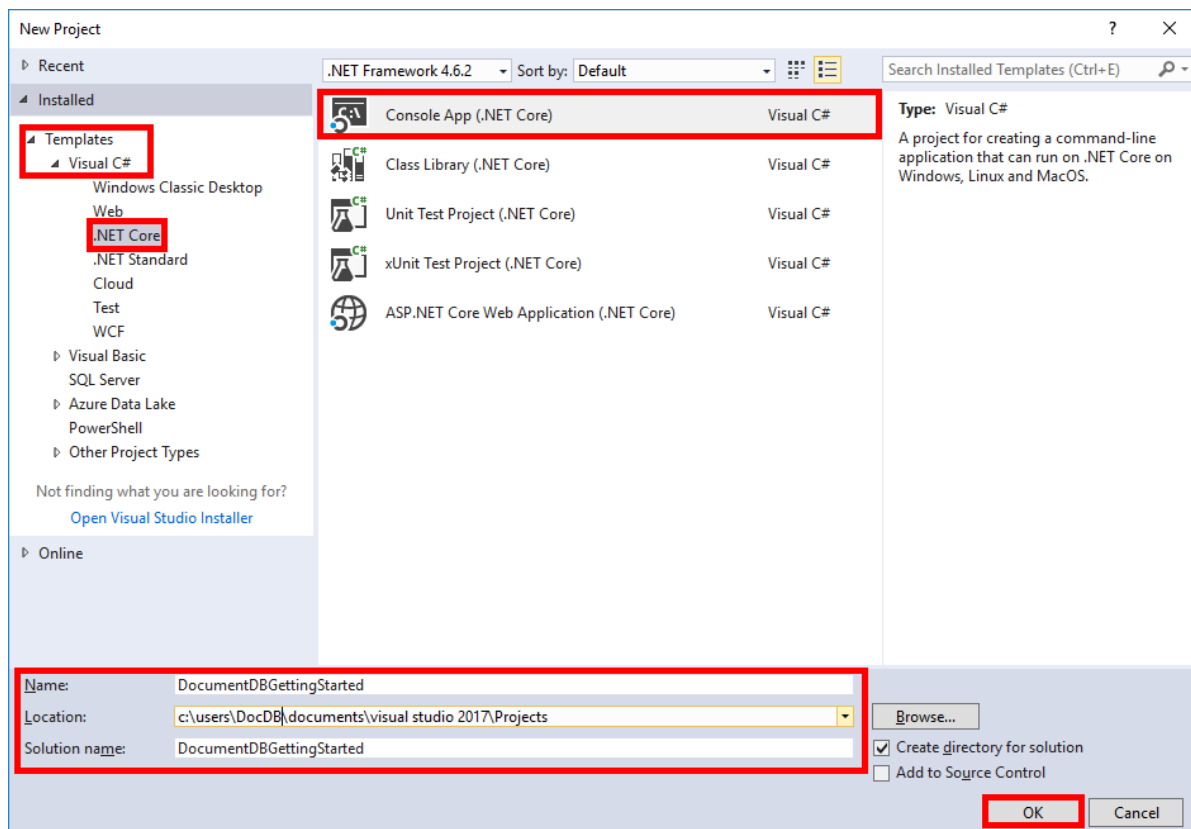 New Project
?
Recent
Installed
Templates
Visual C#
Windows Classic Desktop
Web
.NET Core
.NET Standard
Cloud
Test
WCF
Visual Basic
SQL Server
Azure Data Lake
PowerShell
Other Project Types
Not finding what you are looking for?
Open Visual Studio Installer
Online
.NET Framework 4.6.2 Sort by: Default
Console App (.NET Core) Visual C#
Class Library (.NET Core) Visual C#
Unit Test Project (.NET Core) Visual C#
xUnit Test Project (.NET Core) Visual C#
ASP.NET Core Web Application (.NET Core) Visual C#
Search Installed Templates (Ctrl+E)
Type: Visual C#
A project for creating a command-line
application that can run on .NET Core on
Windows, Linux and MacOS.
Name: DocumentDBGettingStarted
Location: c:\users\DocDB\documents\visual studio 2017\Projects
Browse...
Solution name: DocumentDBGettingStarted
Create directory for solution
Add to Source Control
OK Cancel